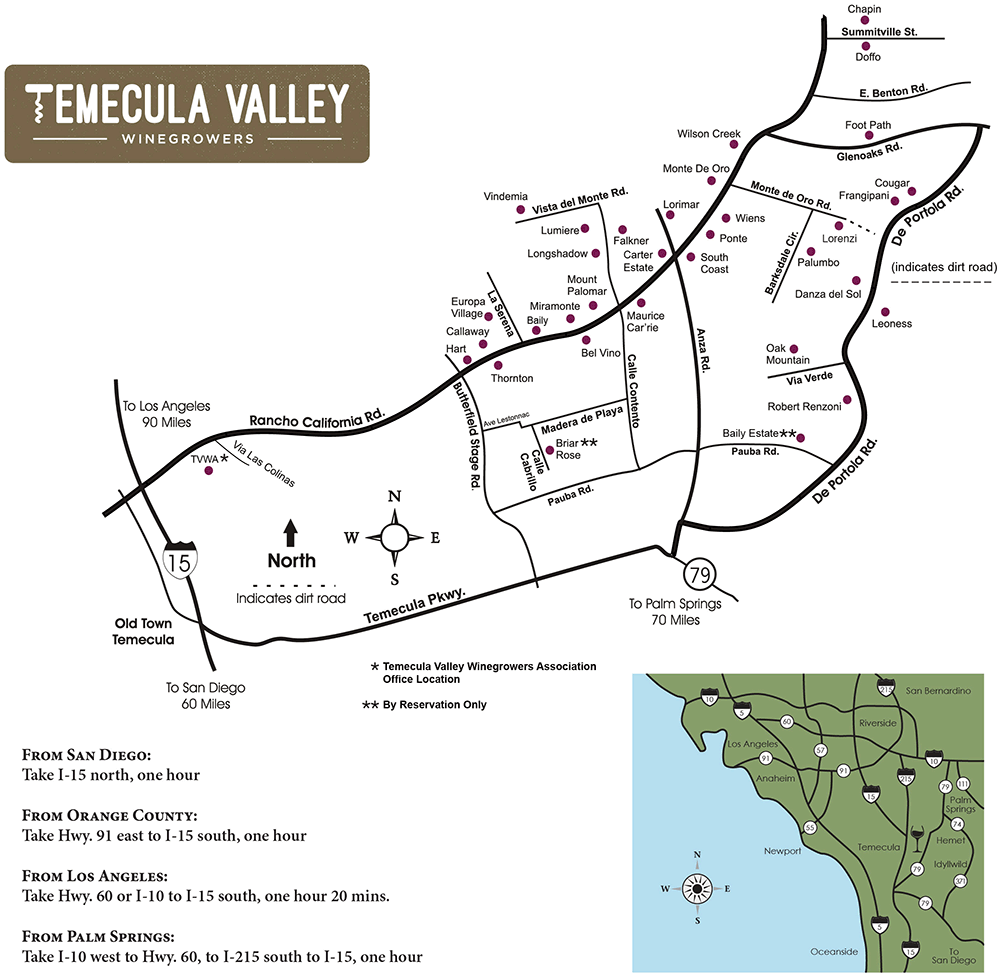 TEMECULA VALLEY
WINEGROWERS
Chapin
Summitville St.
Doffo
E. Benton Rd.
Foot Path
Glenoaks Rd.
Wilson Creek
Monte De Oro
Monte de Oro Rd.
Cougar
Frangipani
De Portola Rd.
Vindemia
Vista del Monte Rd.
Lorimar
Wiens
Lumiere
Falkner
Ponte
Lorenzi
Barksdale Cir.
Longshadow
Carter
Estate
South
Coast
Palumbo
(indicates dirt road)
Danza del Sol
Mount
Palomar
La Serena
Europa
Village
Miramonte
Maurice
Car'rie
Leoness
Baily
Callaway
Anza Rd.
Hart
Bel Vino
Oak
Mountain
Thornton
Calle Contento
Via Verde
Butterfield Stage Rd.
To Los Angeles
90 Miles
Rancho California Rd.
Ave Lestonnac
Madera de Playa
Robert Renzoni
Via Las Colinas
TVWA*
Briar **
Rose
Calle
Cabrillo
Baily Estate**
Pauba Rd.
De Portola Rd.
Pauba Rd.
N
W E
S
15
North
Indicates dirt road
79
Temecula Pkwy.
To Palm Springs
70 Miles
Old Town
Temecula
* Temecula Valley Winegrowers Association
Office Location
To San Diego
60 Miles
** By Reservation Only
FROM SAN DIEGO:
Take I-15 north, one hour
FROM ORANGE COUNTY:
Take Hwy. 91 east to I-15 south, one hour
FROM LOS ANGELES:
Take Hwy. 60 or I-10 to I-15 south, one hour 20 mins.
FROM PALM SPRINGS:
Take I-10 west to Hwy. 60, to I-215 south to I-15, one hour
215
San Bernardino
10
5
60
Riverside
Los Angeles
57
91
10
Anaheim
91
215
79
111
15
Palm
Springs
55
74
Newport
Temecula
Hemet
N
W E
S
79
Idyllwild
371
79
5
Oceanside
15
To
San Diego